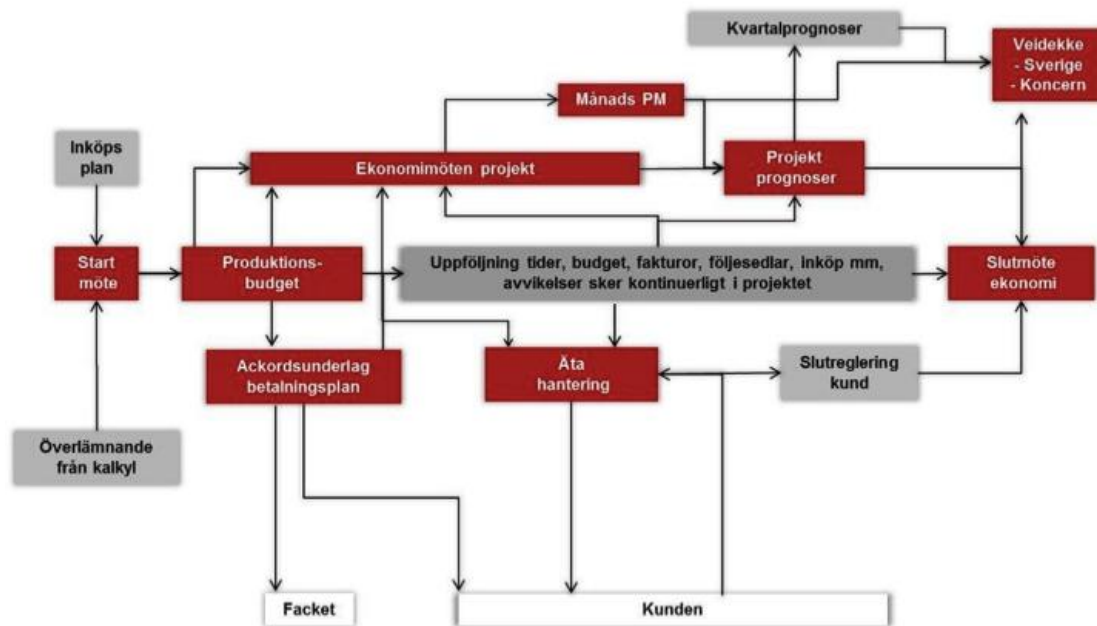 Kvartalprognoser
Veidekke
- Sverige
- Koncern
Månads PM
Inköps
plan
Ekonomimöten projekt
Projekt
prognoser
Start
möte
Produktions-
budget
Uppföljning tider, budget, fakturor, följesedlar, inköp mm,
avvikelser sker kontinuerligt i projektet
Slutmöte
ekonomi
Ackordsunderlag
betalningsplan
Äta
hantering
Slutreglering
kund
Överlämnande
från kalkyl
Facket
Kunden